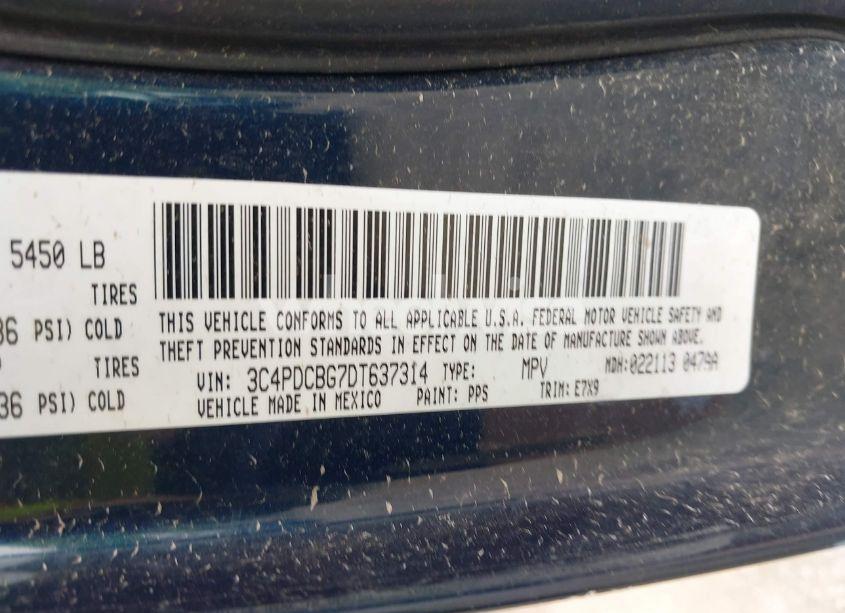 5450 LB
TIRES
36 PSI) COLD
TIRES
36 PSI) COLD
THIS VEHICLE CONFORMS TO ALL APPLICABLE U.S.A. FEDERAL MOTOR VEHICLE SAFETY AND
THEFT PREVENTION STANDARDS IN EFFECT ON THE DATE OF MANUFACTURE SHOWN ABOVE.
VIN: 3C4PDCBG7DT637314 TYPE: MPV MDH:022113 0479A
VEHICLE MADE IN MEXICO PAINT: PPS TRIM: E7X9